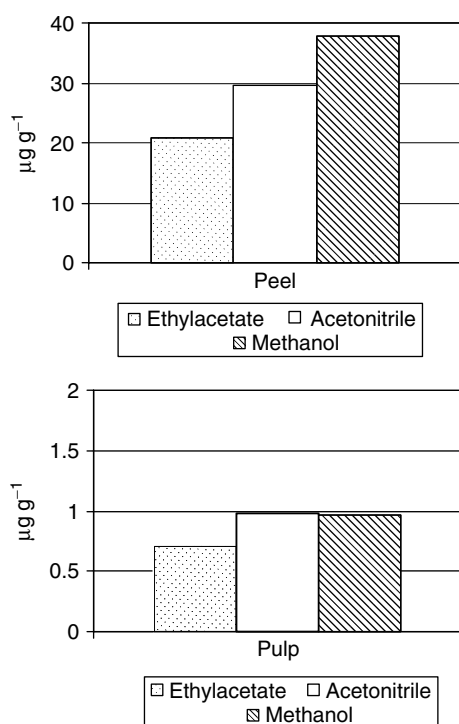 40
30
20
10
0
µg g⁻¹
Peel
Ethylacetate Acetonitrile
Methanol
2
1.5
1
0.5
0
µg g⁻¹
Pulp
Ethylacetate Acetonitrile
Methanol